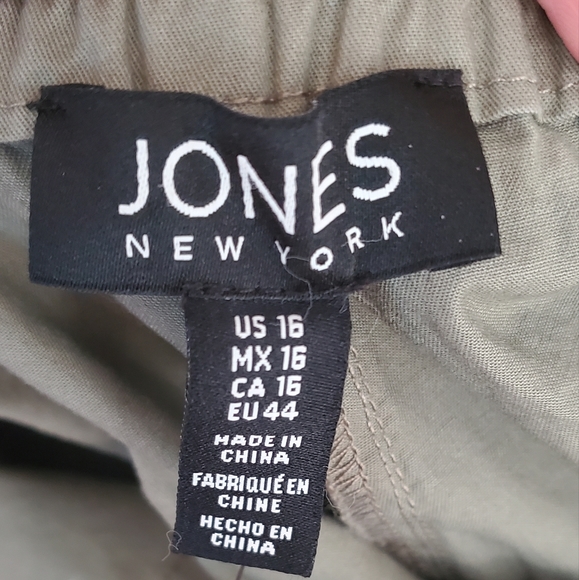 JONES
NEW YORK
US 16
MX 16
CA 16
EU 44
MADE IN
CHINA
FABRIQUÉ EN
CHINE
HECHO EN
CHINA